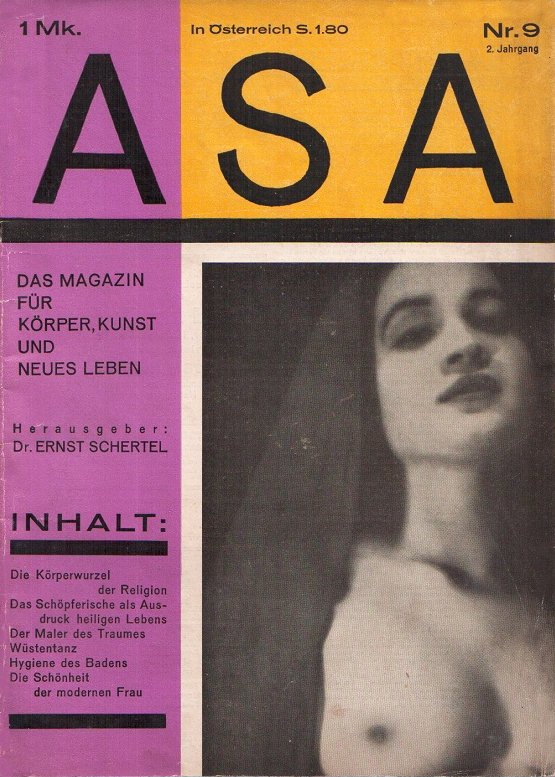 1 Mk.
In Österreich S. 1.80
Nr. 9
2. Jahrgang
ASA
DAS MAGAZIN
FÜR
KÖRPER, KUNST
UND
NEUES LEBEN
Herausgeber:
Dr. ERNST SCHERTEL
INHALT:
Die Körperwurzel
der Religion
Das Schöpferische als Aus-
druck heiligen Lebens
Der Maler des Traumes
Wüstentanz
Hygiene des Badens
Die Schönheit
der modernen Frau